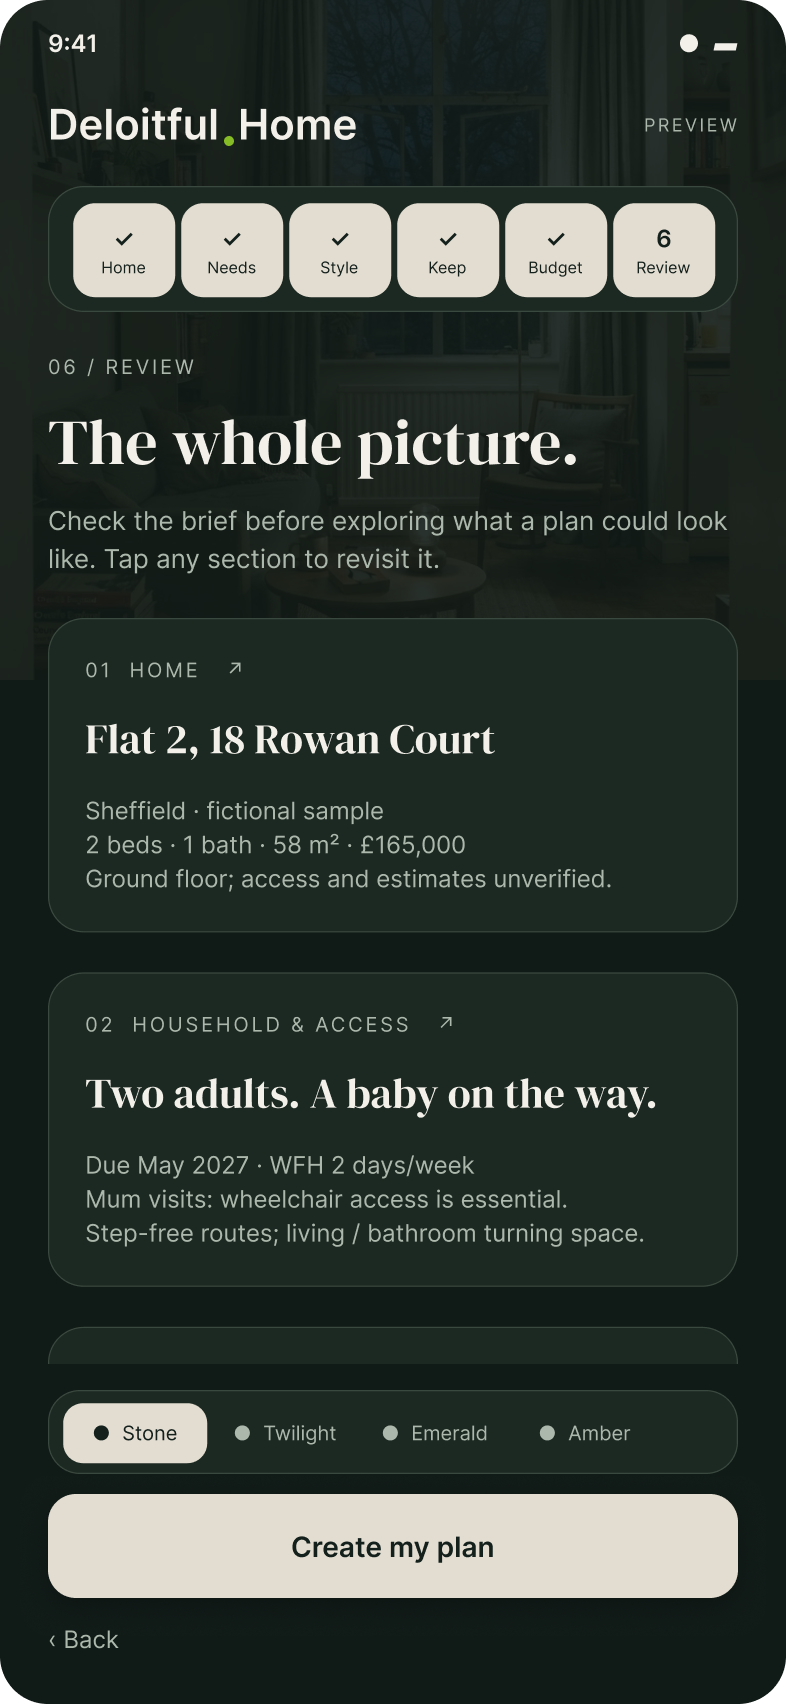 9:41
Deloitful.Home
PREVIEW
✓ ✓ ✓ ✓ ✓ 6
Home Needs Style Keep Budget Review
06 / REVIEW
The whole picture.
Check the brief before exploring what a plan could look
like. Tap any section to revisit it.
01 HOME ↗
Flat 2, 18 Rowan Court
Sheffield · fictional sample
2 beds · 1 bath · 58 m² · £165,000
Ground floor; access and estimates unverified.
02 HOUSEHOLD & ACCESS ↗
Two adults. A baby on the way.
Due May 2027 · WFH 2 days/week
Mum visits: wheelchair access is essential.
Step-free routes; living / bathroom turning space.
Stone Twilight Emerald Amber
Create my plan
‹ Back